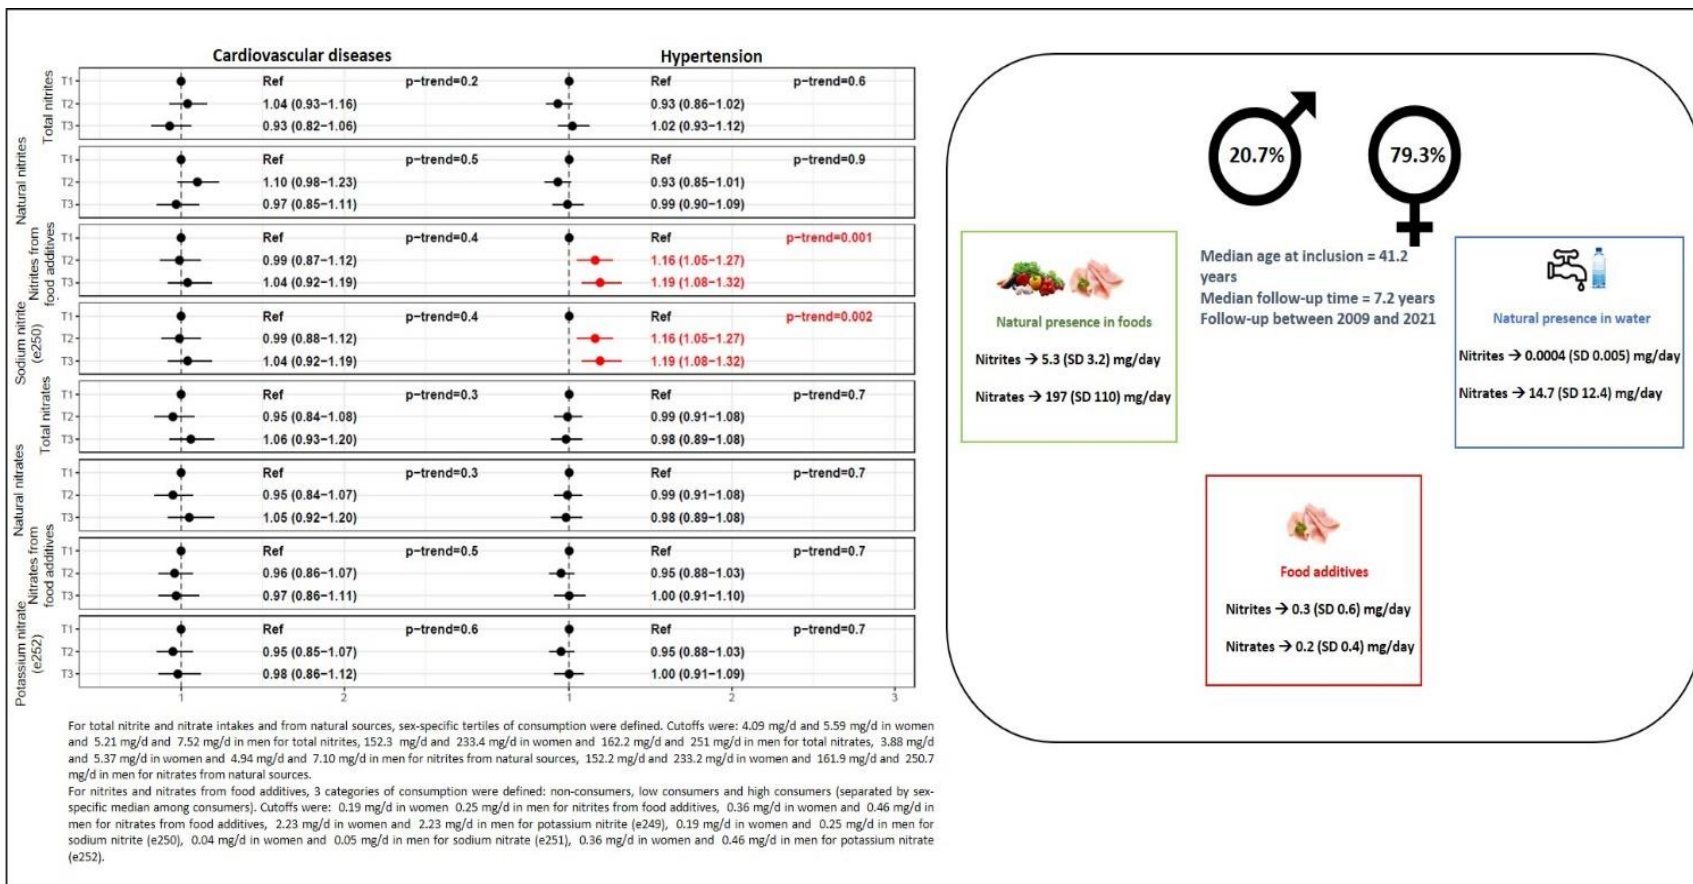 Cardiovascular diseases
Hypertension
Total nitrites
T1 Ref p-trend=0.2 Ref p-trend=0.6
T2 1.04 (0.93−1.16) 0.93 (0.86−1.02)
T3 0.93 (0.82−1.06) 1.02 (0.93−1.12)
Natural nitrites
T1 Ref p-trend=0.5 Ref p-trend=0.9
T2 1.10 (0.98−1.23) 0.93 (0.85−1.01)
T3 0.97 (0.85−1.11) 0.99 (0.90−1.09)
Nitrites from
food additives
T1 Ref p-trend=0.4 Ref p-trend=0.001
T2 0.99 (0.87−1.12) 1.16 (1.05−1.27)
T3 1.04 (0.92−1.19) 1.19 (1.08−1.32)
Sodium nitrite
(e250)
T1 Ref p-trend=0.4 Ref p-trend=0.002
T2 0.99 (0.88−1.12) 1.16 (1.05−1.27)
T3 1.04 (0.92−1.19) 1.19 (1.08−1.32)
Total nitrates
T1 Ref p-trend=0.3 Ref p-trend=0.7
T2 0.95 (0.84−1.08) 0.99 (0.91−1.08)
T3 1.06 (0.93−1.20) 0.98 (0.89−1.08)
Natural nitrates
T1 Ref p-trend=0.3 Ref p-trend=0.7
T2 0.95 (0.84−1.07) 0.99 (0.91−1.08)
T3 1.05 (0.92−1.20) 0.98 (0.89−1.08)
Nitrates from
food additives
T1 Ref p-trend=0.5 Ref p-trend=0.7
T2 0.96 (0.86−1.07) 0.95 (0.88−1.03)
T3 0.97 (0.86−1.11) 1.00 (0.91−1.10)
Potassium nitrate
(e252)
T1 Ref p-trend=0.6 Ref p-trend=0.7
T2 0.95 (0.85−1.07) 0.95 (0.88−1.03)
T3 0.98 (0.86−1.12) 1.00 (0.91−1.09)
1 2 1 2 3
For total nitrite and nitrate intakes and from natural sources, sex-specific tertiles of consumption were defined. Cutoffs were: 4.09 mg/d and 5.59 mg/d in women
and 5.21 mg/d and 7.52 mg/d in men for total nitrites, 152.3 mg/d and 233.4 mg/d in women and 162.2 mg/d and 251 mg/d in men for total nitrates, 3.88 mg/d
and 5.37 mg/d in women and 4.94 mg/d and 7.10 mg/d in men for nitrites from natural sources, 152.2 mg/d and 233.2 mg/d in women and 161.9 mg/d and 250.7
mg/d in men for nitrates from natural sources.
For nitrites and nitrates from food additives, 3 categories of consumption were defined: non-consumers, low consumers and high consumers (separated by sex-
specific median among consumers). Cutoffs were: 0.19 mg/d in women 0.25 mg/d in men for nitrites from food additives, 0.36 mg/d in women and 0.46 mg/d in
men for nitrates from food additives, 2.23 mg/d in women and 2.23 mg/d in men for potassium nitrite (e249), 0.19 mg/d in women and 0.25 mg/d in men for
sodium nitrite (e250), 0.04 mg/d in women and 0.05 mg/d in men for sodium nitrate (e251), 0.36 mg/d in women and 0.46 mg/d in men for potassium nitrate
(e252).
20.7%
79.3%
Median age at inclusion = 41.2
years
Median follow-up time = 7.2 years
Follow-up between 2009 and 2021
Natural presence in foods
Nitrites → 5.3 (SD 3.2) mg/day
Nitrates → 197 (SD 110) mg/day
Natural presence in water
Nitrites → 0.0004 (SD 0.005) mg/day
Nitrates → 14.7 (SD 12.4) mg/day
Food additives
Nitrites → 0.3 (SD 0.6) mg/day
Nitrates → 0.2 (SD 0.4) mg/day